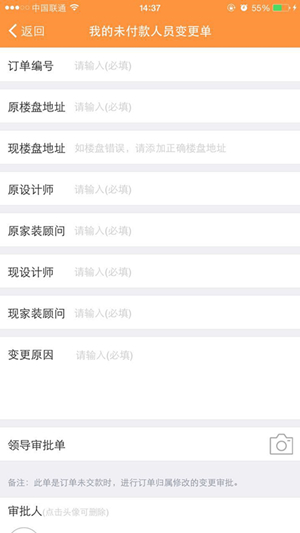 中国联通
14:37
55%
返回
我的未付款人员变更单
订单编号 请输入(必填)
原楼盘地址 请输入(必填)
现楼盘地址 如楼盘错误，请添加正确楼盘地址
原设计师 请输入(必填)
原家装顾问 请输入(必填)
现设计师 请输入(必填)
现家装顾问 请输入(必填)
变更原因 请输入(必填)
领导审批单
备注：此单是订单未交款时，进行订单归属修改的变更审批。
审批人(点击头像可删除)